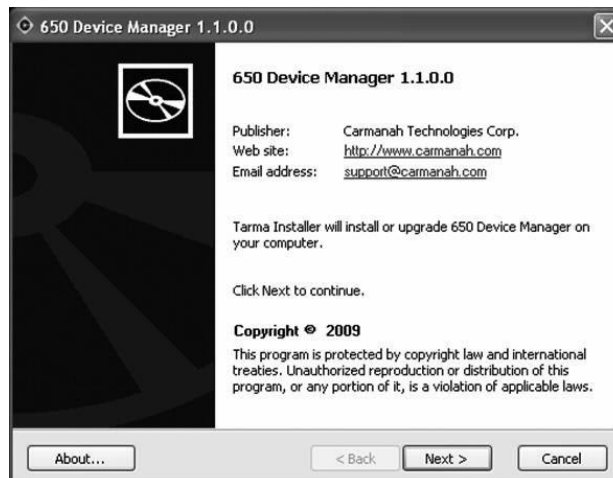 650 Device Manager 1.1.0.0
650 Device Manager 1.1.0.0
Publisher: Carmanah Technologies Corp.
Web site: http://www.carmanah.com
Email address: support@carmanah.com
Tarma Installer will install or upgrade 650 Device Manager on
your computer.
Click Next to continue.
Copyright © 2009
This program is protected by copyright law and international
treaties. Unauthorized reproduction or distribution of this
program, or any portion of it, is a violation of applicable laws.
About... < Back Next > Cancel